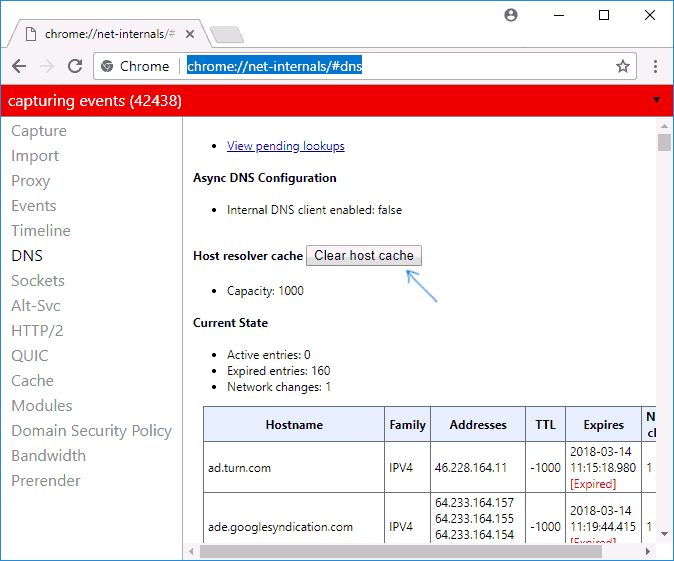 chrome://net-internals/#
Chrome chrome://net-internals/#dns
capturing events (42438)
Capture
Import
Proxy
Events
Timeline
DNS
Sockets
Alt-Svc
HTTP/2
QUIC
Cache
Modules
Domain Security Policy
Bandwidth
Prerender
View pending lookups
Async DNS Configuration
Internal DNS client enabled: false
Host resolver cache Clear host cache
Capacity: 1000
Current State
Active entries: 0
Expired entries: 160
Network changes: 1
Hostname Family Addresses TTL Expires
ad.turn.com IPV4 46.228.164.11 -1000 2018-03-14 11:15:18.980 [Expired] 1
ade.googlesyndication.com IPV4 64.233.164.157 64.233.164.155 64.233.164.154 -1000 2018-03-14 11:19:44.415 [Expired] 1